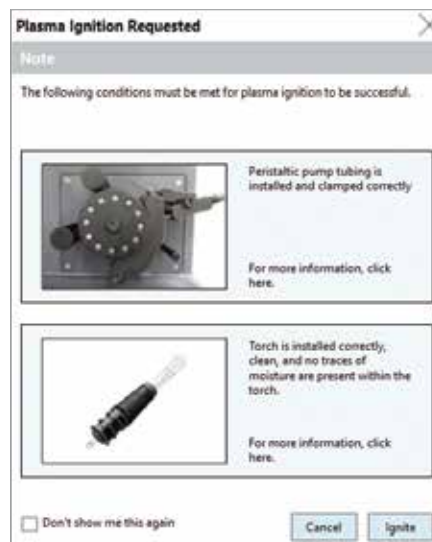 Plasma Ignition Requested
Note
The following conditions must be met for plasma ignition to be successful.
Peristaltic pump tubing is
installed and clamped correctly
For more information, click
here.
Torch is installed correctly,
clean, and no traces of
moisture are present within the
torch.
For more information, click
here.
Don't show me this again
Cancel
Ignite